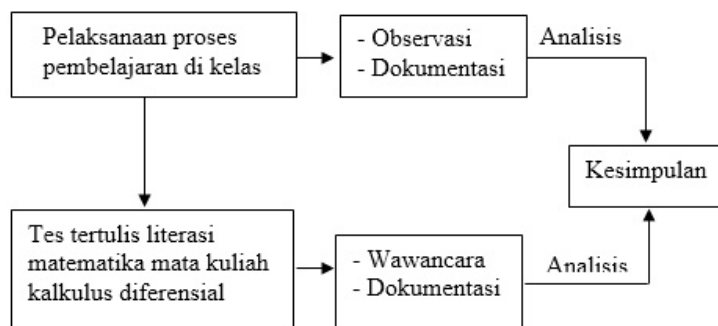 Pelaksanaan proses
pembelajaran di kelas
- Observasi
- Dokumentasi
Analisis
Kesimpulan
Tes tertulis literasi
matematika mata kuliah
kalkulus diferensial
- Wawancara
- Dokumentasi
Analisis